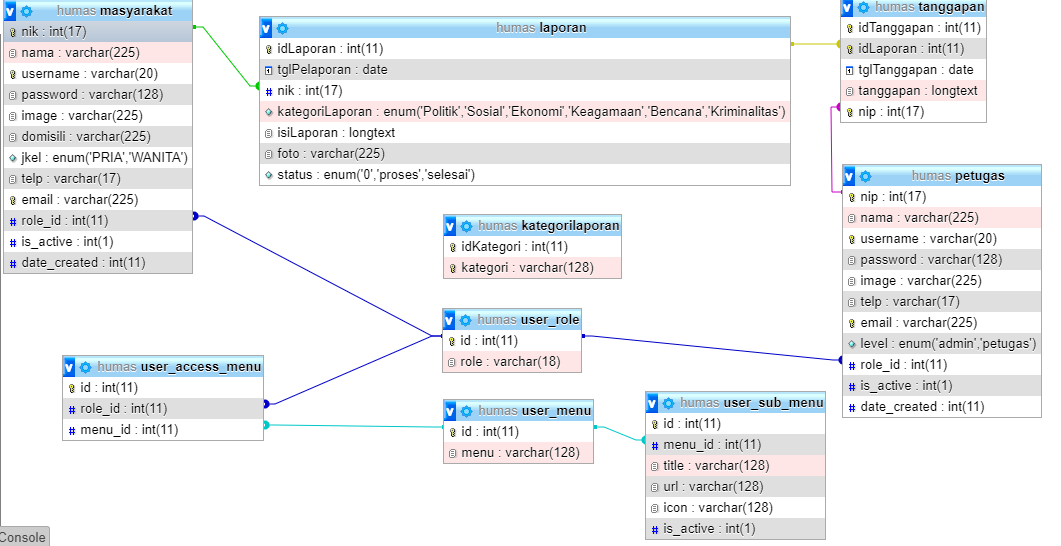 humas masyarakat
nik : int(17)
nama : varchar(225)
username : varchar(20)
password : varchar(128)
image : varchar(225)
domisili : varchar(225)
jkel : enum('PRIA','WANITA')
telp : varchar(17)
email : varchar(225)
role_id : int(11)
is_active : int(1)
date_created : int(11)
humas laporan
idLaporan : int(11)
tglPelaporan : date
nik : int(17)
kategoriLaporan : enum('Politik','Sosial','Ekonomi','Keagamaan','Bencana','Kriminalitas')
isiLaporan : longtext
foto : varchar(225)
status : enum('0','proses','selesai')
humas tanggapan
idTanggapan : int(11)
idLaporan : int(11)
tglTanggapan : date
tanggapan : longtext
nip : int(17)
humas petugas
nip : int(17)
nama : varchar(225)
username : varchar(20)
password : varchar(128)
image : varchar(225)
telp : varchar(17)
email : varchar(225)
level : enum('admin','petugas')
role_id : int(11)
is_active : int(1)
date_created : int(11)
humas kategorilaporan
idKategori : int(11)
kategori : varchar(128)
humas user_role
id : int(11)
role : varchar(18)
humas user_access_menu
id : int(11)
role_id : int(11)
menu_id : int(11)
humas user_menu
id : int(11)
menu : varchar(128)
humas user_sub_menu
id : int(11)
menu_id : int(11)
title : varchar(128)
url : varchar(128)
icon : varchar(128)
is_active : int(1)
Console